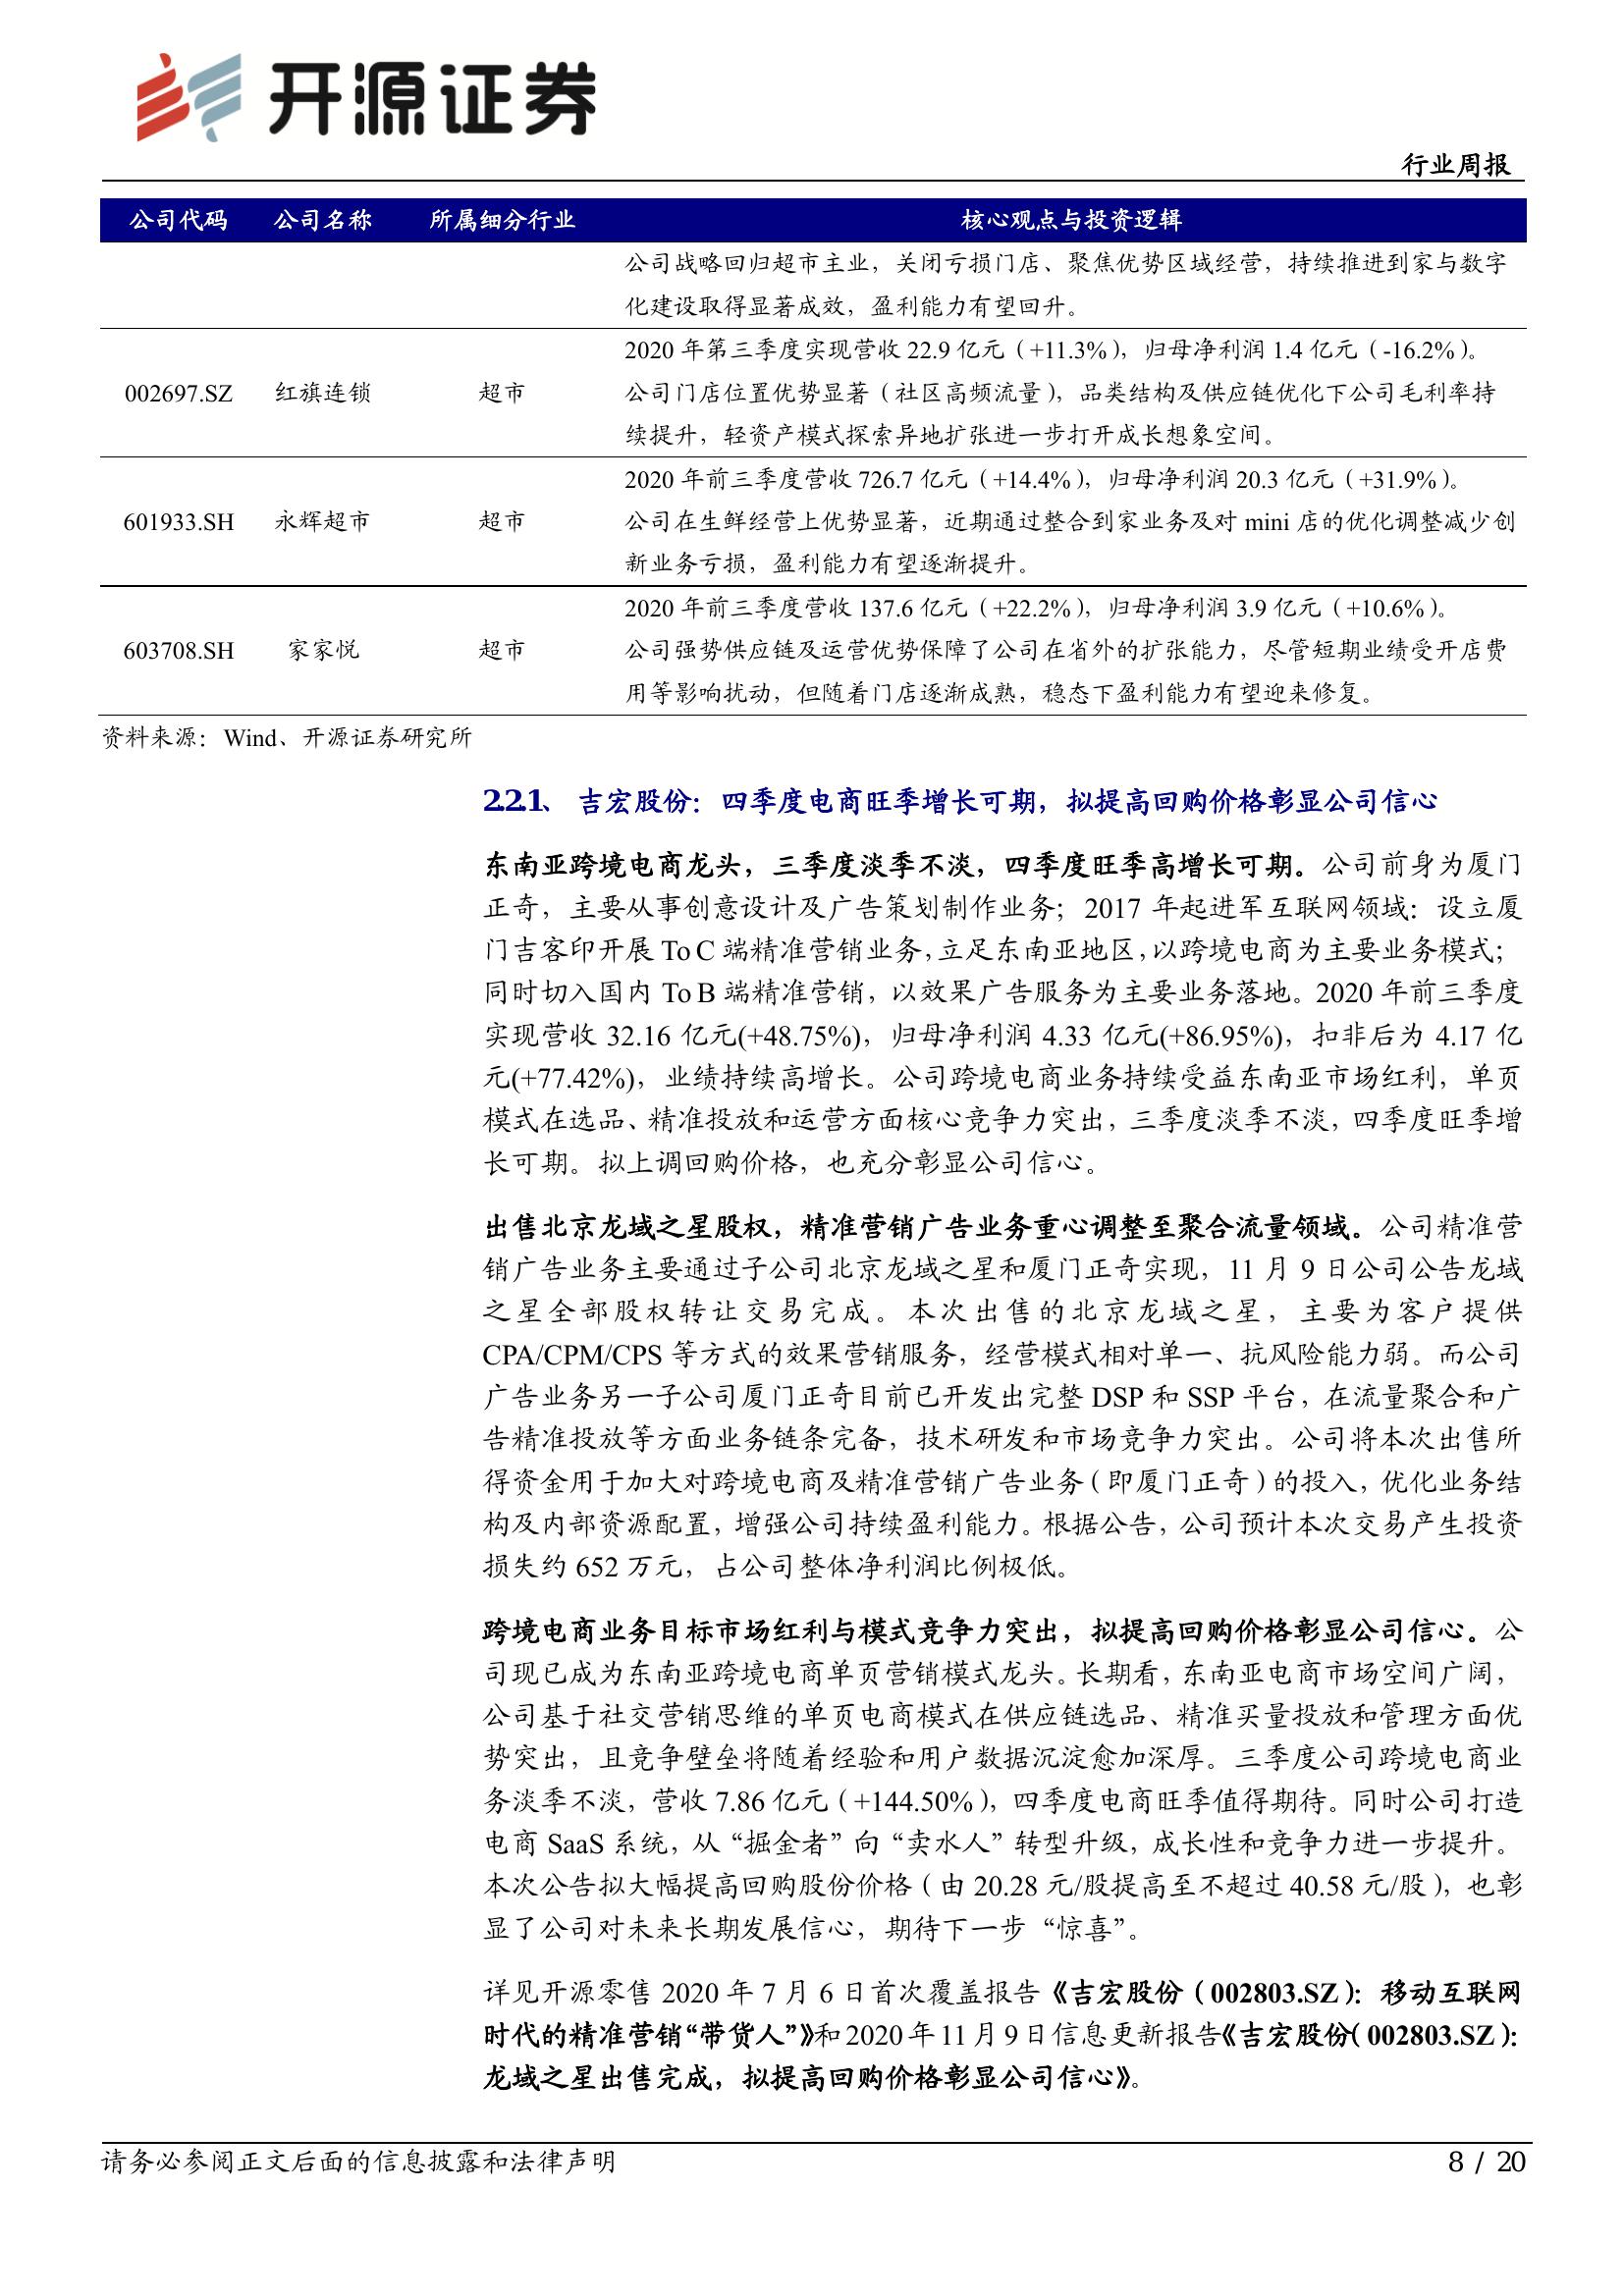 开源证券
行业周报
公司代码 公司名称 所属细分行业 核心观点与投资逻辑
公司战略回归超市主业，关闭亏损门店、聚焦优势区域经营，持续推进到家与数字
化建设取得显著成效，盈利能力有望回升。
2020 年第三季度实现营收 22.9 亿元（+11.3%），归母净利润 1.4 亿元（-16.2%）。
002697.SZ 红旗连锁 超市 公司门店位置优势显著（社区高频流量），品类结构及供应链优化下公司毛利率持
续提升，轻资产模式探索异地扩张进一步打开成长想象空间。
2020 年前三季度营收 726.7 亿元（+14.4%），归母净利润 20.3 亿元（+31.9%）。
601933.SH 永辉超市 超市 公司在生鲜经营上优势显著，近期通过整合到家业务及对 mini 店的优化调整减少创
新业务亏损，盈利能力有望逐渐提升。
2020 年前三季度营收 137.6 亿元（+22.2%），归母净利润 3.9 亿元（+10.6%）。
603708.SH 家家悦 超市 公司强势供应链及运营优势保障了公司在省外的扩张能力，尽管短期业绩受开店费
用等影响扰动，但随着门店逐渐成熟，稳态下盈利能力有望迎来修复。
资料来源：Wind、开源证券研究所
2.2.1、 吉宏股份：四季度电商旺季增长可期，拟提高回购价格彰显公司信心
东南亚跨境电商龙头，三季度淡季不淡，四季度旺季高增长可期。公司前身为厦门
正奇，主要从事创意设计及广告策划制作业务；2017 年起进军互联网领域：设立厦
门吉客印开展 To C 端精准营销业务，立足东南亚地区，以跨境电商为主要业务模式；
同时切入国内 To B 端精准营销，以效果广告服务为主要业务落地。2020 年前三季度
实现营收 32.16 亿元(+48.75%)，归母净利润 4.33 亿元(+86.95%)，扣非后为 4.17 亿
元(+77.42%)，业绩持续高增长。公司跨境电商业务持续受益东南亚市场红利，单页
模式在选品、精准投放和运营方面核心竞争力突出，三季度淡季不淡，四季度旺季增
长可期。拟上调回购价格，也充分彰显公司信心。
出售北京龙域之星股权，精准营销广告业务重心调整至聚合流量领域。公司精准营
销广告业务主要通过子公司北京龙域之星和厦门正奇实现，11 月 9 日公司公告龙域
之星全部股权转让交易完成。本次出售的北京龙域之星，主要为客户提供
CPA/CPM/CPS 等方式的效果营销服务，经营模式相对单一、抗风险能力弱。而公司
广告业务另一子公司厦门正奇目前已开发出完整 DSP 和 SSP 平台，在流量聚合和广
告精准投放等方面业务链条完备，技术研发和市场竞争力突出。公司将本次出售所
得资金用于加大对跨境电商及精准营销广告业务（即厦门正奇）的投入，优化业务结
构及内部资源配置，增强公司持续盈利能力。根据公告，公司预计本次交易产生投资
损失约 652 万元，占公司整体净利润比例极低。
跨境电商业务目标市场红利与模式竞争力突出，拟提高回购价格彰显公司信心。公
司现已成为东南亚跨境电商单页营销模式龙头。长期看，东南亚电商市场空间广阔，
公司基于社交营销思维的单页电商模式在供应链选品、精准买量投放和管理方面优
势突出，且竞争壁垒将随着经验和用户数据沉淀愈加深厚。三季度公司跨境电商业
务淡季不淡，营收 7.86 亿元（+144.50%），四季度电商旺季值得期待。同时公司打造
电商 SaaS 系统，从“掘金者”向“卖水人”转型升级，成长性和竞争力进一步提升。
本次公告拟大幅提高回购股份价格（由 20.28 元/股提高至不超过 40.58 元/股），也彰
显了公司对未来长期发展信心，期待下一步“惊喜”。
详见开源零售 2020 年 7 月 6 日首次覆盖报告《吉宏股份（002803.SZ）：移动互联网
时代的精准营销“带货人”》和 2020 年 11 月 9 日信息更新报告《吉宏股份（002803.SZ）：
龙域之星出售完成，拟提高回购价格彰显公司信心》。
请务必参阅正文后面的信息披露和法律声明 8 / 20